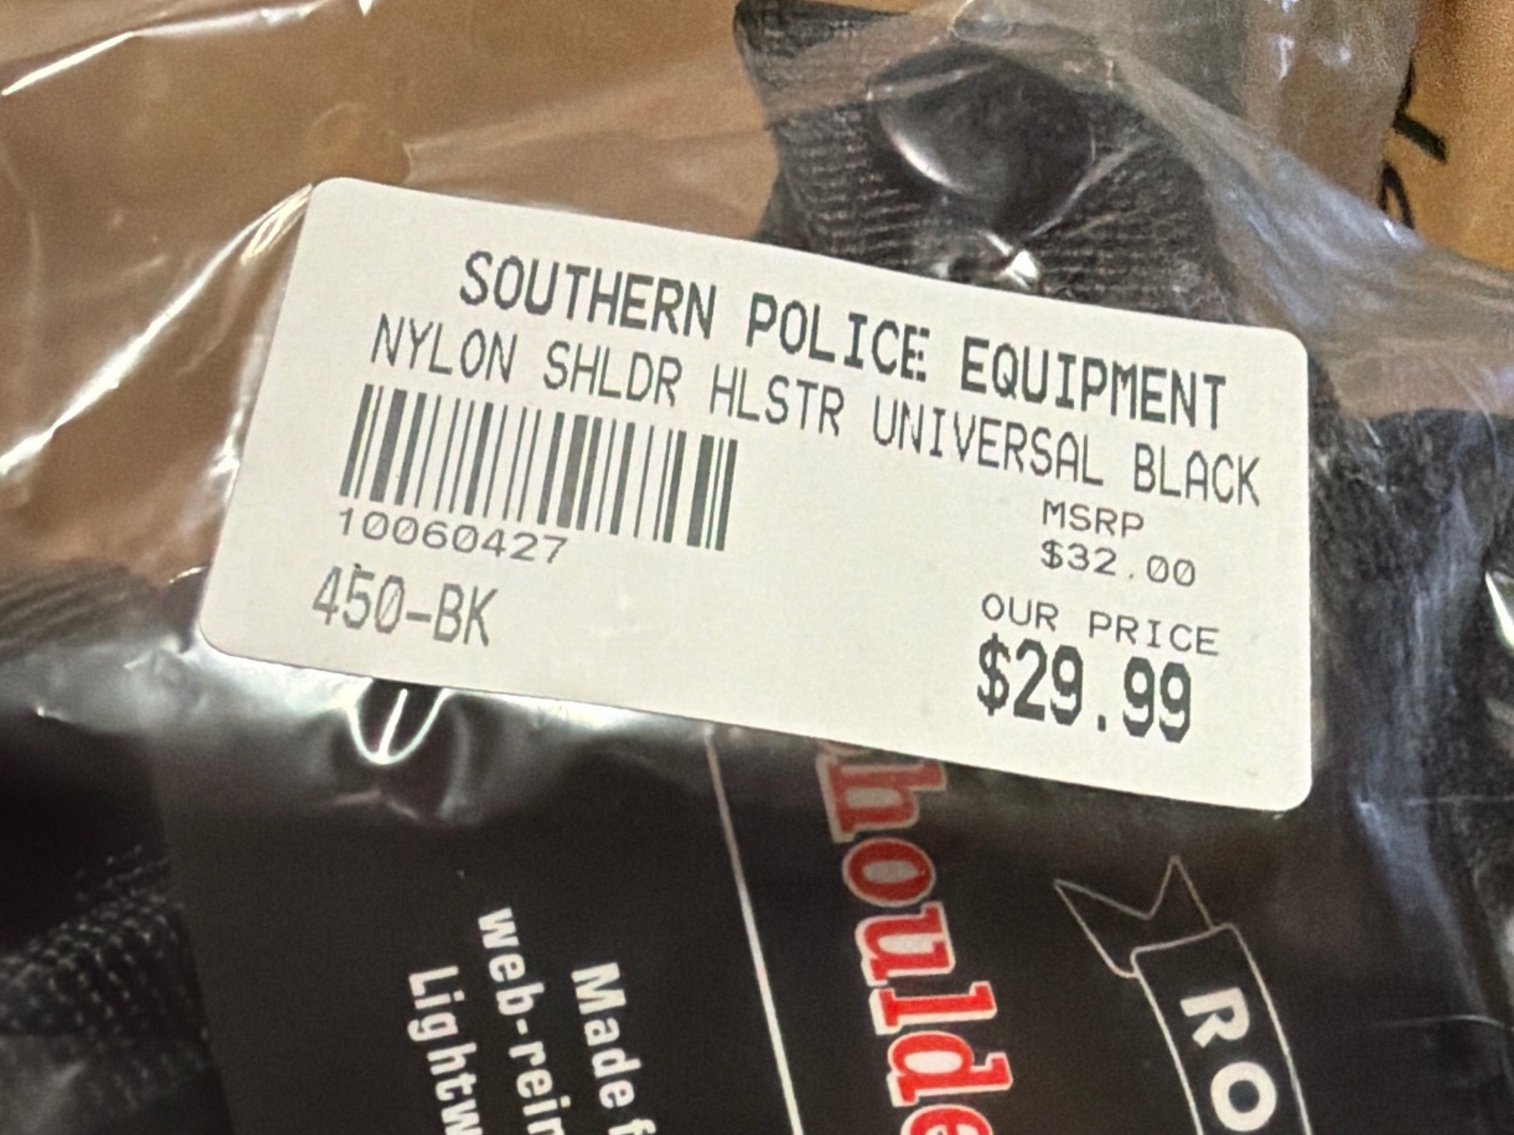 SOUTHERN POLICE EQUIPMENT
NYLON SHLDR HLSTR UNIVERSAL BLACK
10060427
450-BK
MSRP
$32.00
OUR PRICE
$29.99
houlde
RO
Made f
web-rein
Lightw